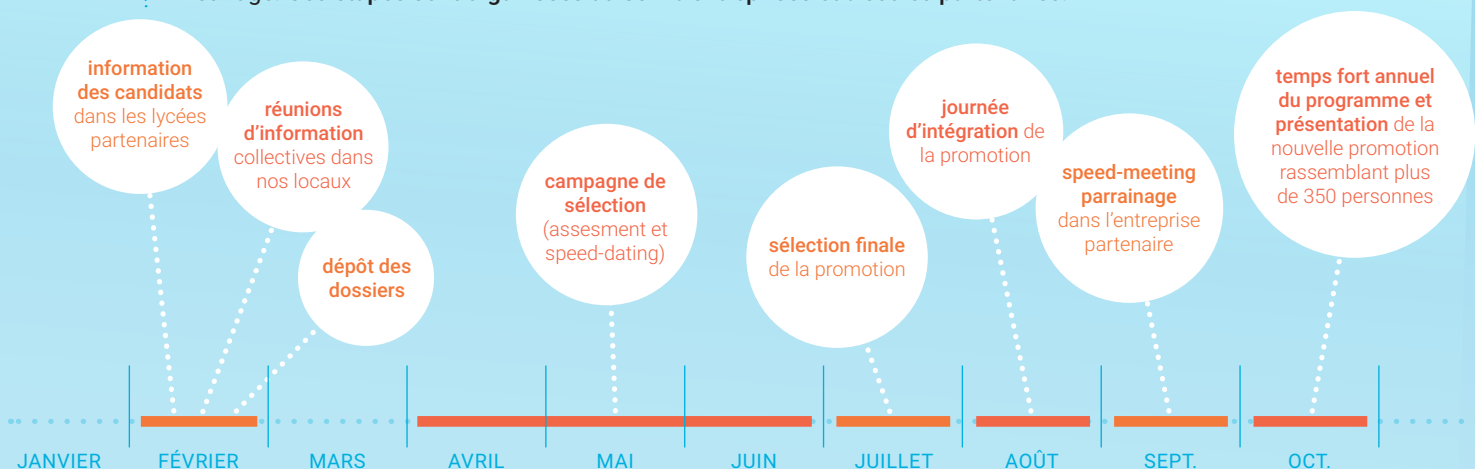 information
des candidats
dans les lycées
partenaires
réunions
d'information
collectives dans
nos locaux
dépôt des
dossiers
campagne de
sélection
(assesment et
speed-dating)
sélection finale
de la promotion
journée
d'intégration de
la promotion
speed-meeting
parrainage
dans l'entreprise
partenaire
temps fort annuel
du programme et
présentation de la
nouvelle promotion
rassemblant plus
de 350 personnes
JANVIER
FÉVRIER
MARS
AVRIL
MAI
JUIN
JUILLET
AOÛT
SEPT.
OCT.